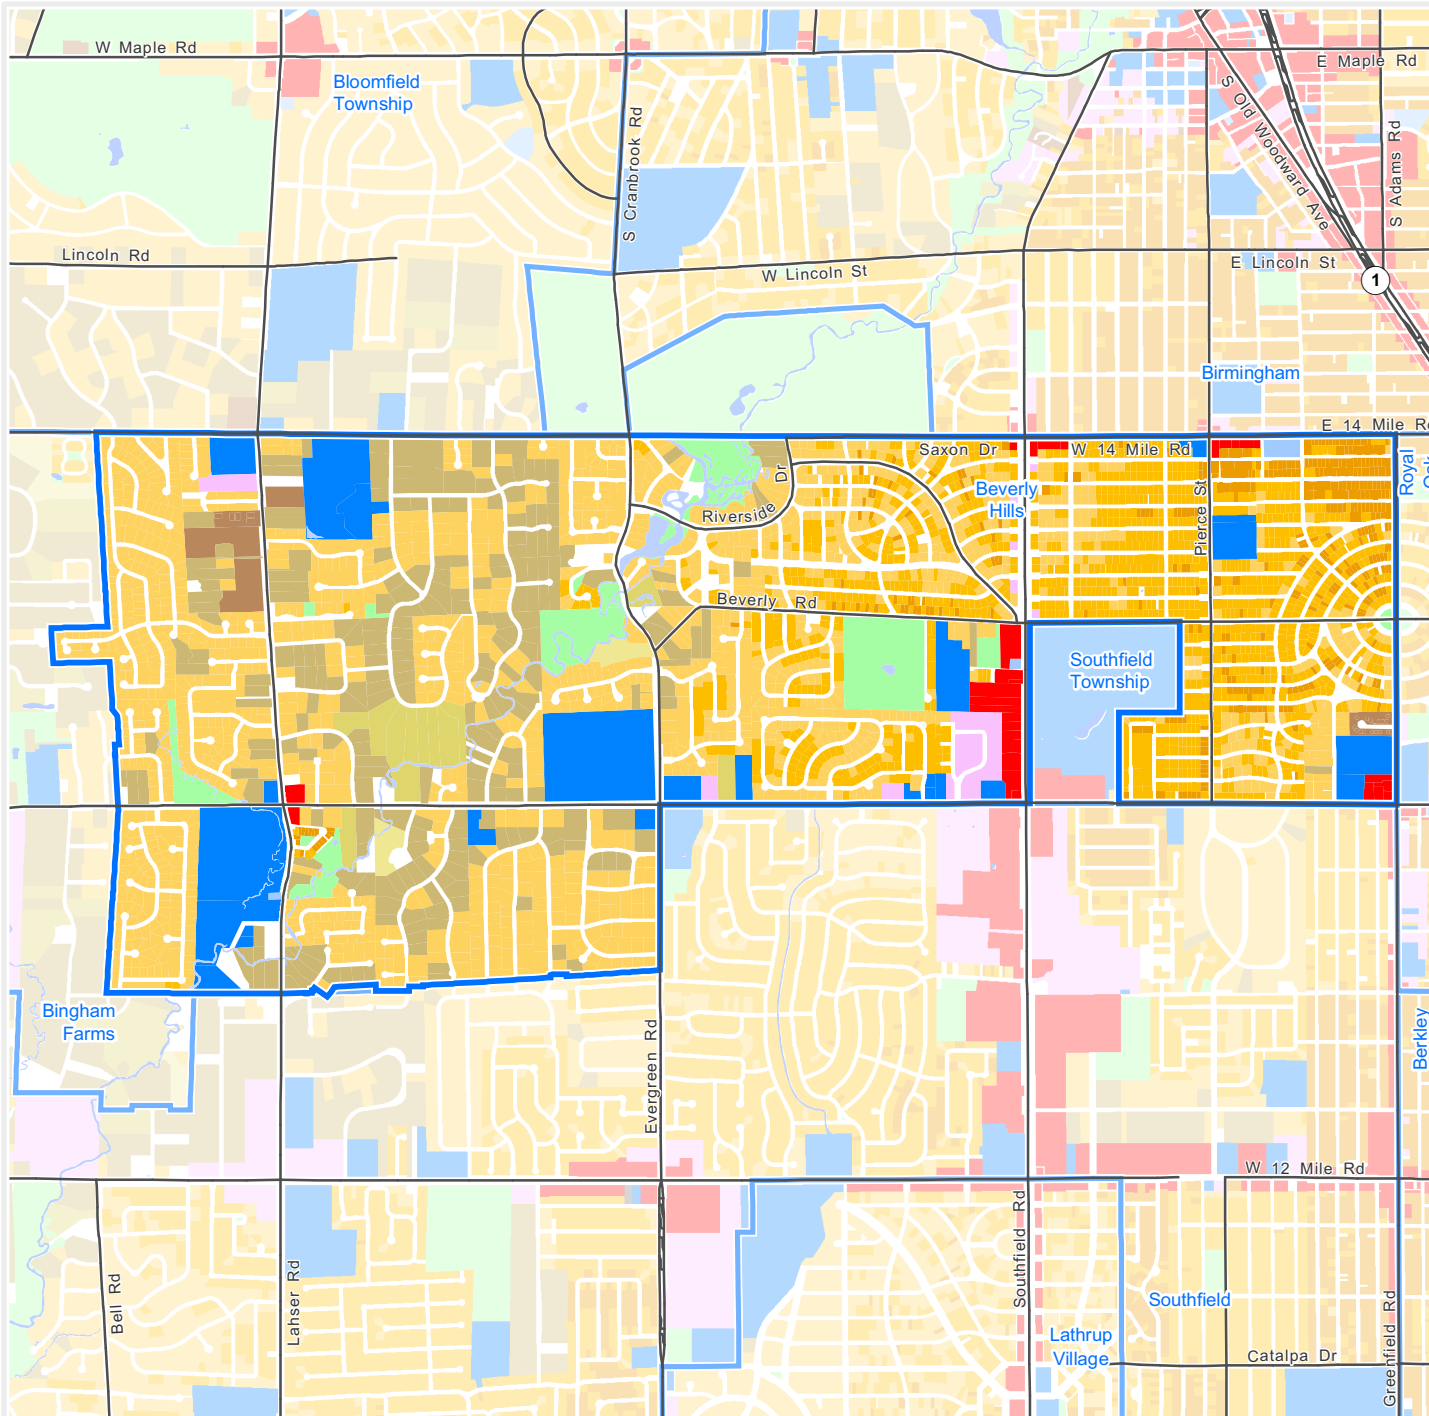 W Maple Rd
E Maple Rd
Bloomfield
Township
S Cranbrook Rd
S Old Woodward Ave
S Adams Rd
Lincoln Rd
W Lincoln St
E Lincoln St
1
Birmingham
E 14 Mile Rd
Saxon Dr
W 14 Mile Rd
Royal
Beverly
Hills
Riverside Dr
Pierce St
Beverly Rd
Southfield
Township
Bingham
Farms
Evergreen Rd
Berkley
W 12 Mile Rd
Bell Rd
Lahser Rd
Southfield Rd
Southfield
Lathrup
Village
Catalpa Dr
Greenfield Rd